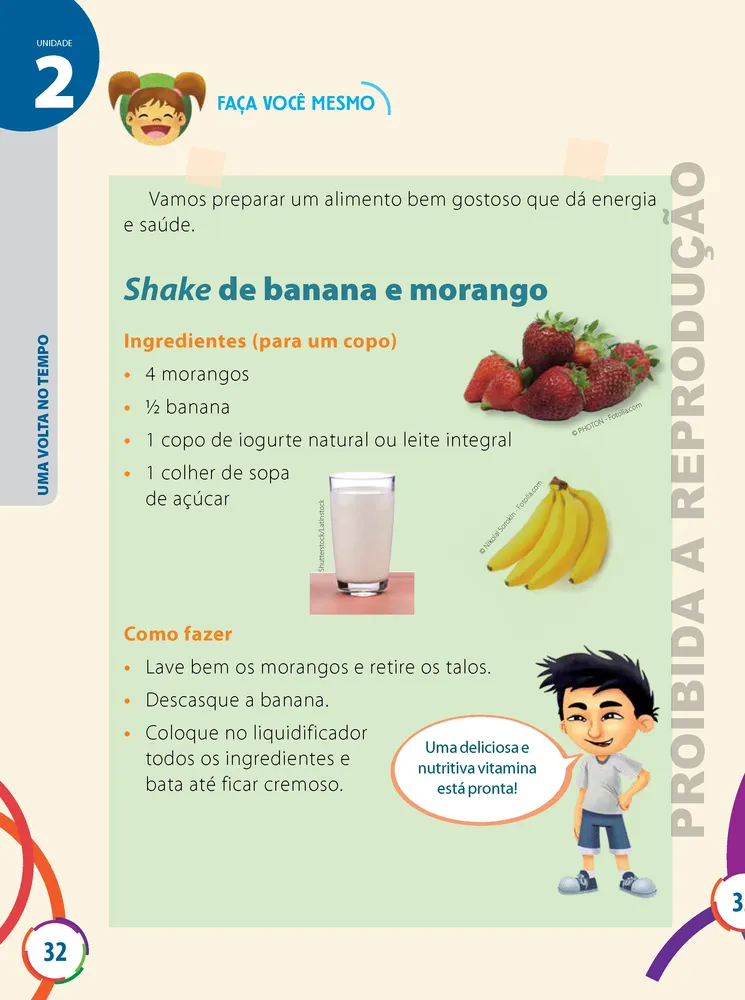 UNIDADE
2
FAÇA VOCÊ MESMO
UMA VOLTA NO TEMPO
Vamos preparar um alimento bem gostoso que dá energia
e saúde.
Shake de banana e morango
Ingredientes (para um copo)
• 4 morangos
• ½ banana
• 1 copo de iogurte natural ou leite integral
• 1 colher de sopa
de açúcar
© PHOTON - Fotolia.com
Shutterstock/Latinstock
© Nikolai Sorokin - Fotolia.com
Como fazer
• Lave bem os morangos e retire os talos.
• Descasque a banana.
• Coloque no liquidificador
todos os ingredientes e
bata até ficar cremoso.
Uma deliciosa e
nutritiva vitamina
está pronta!
PROIBIDA A REPRODUÇÃO
32